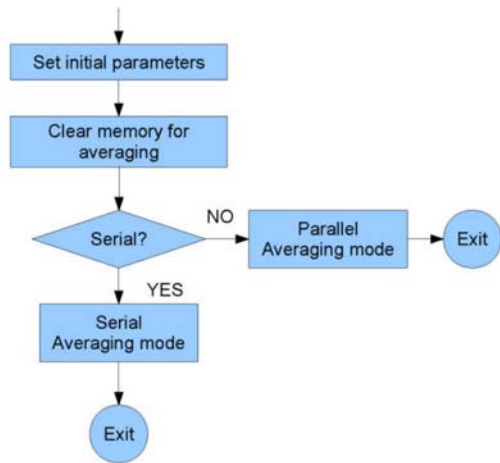 Set initial parameters
Clear memory for
averaging
Serial?
NO
Parallel
Averaging mode
Exit
YES
Serial
Averaging mode
Exit